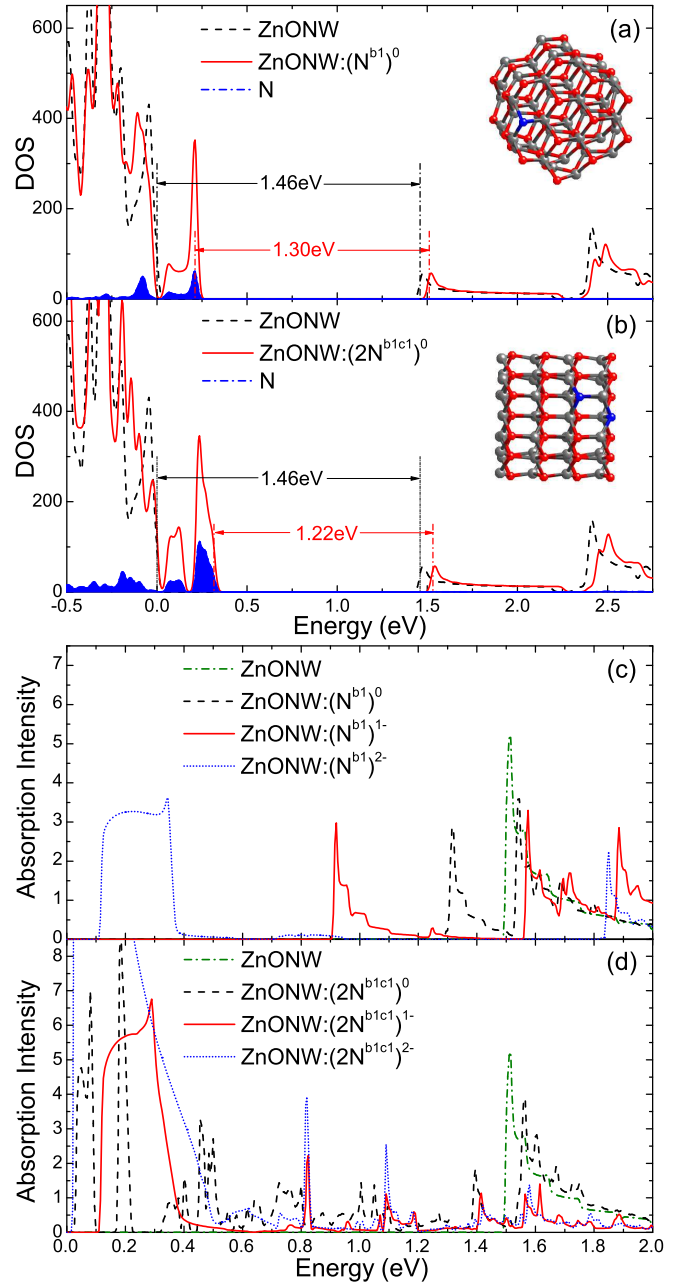 600
400
200
0
DOS
ZnONW
ZnONW:(N^b1)^0
N
(a)
1.46eV
1.30eV
600
400
200
0
DOS
ZnONW
ZnONW:(2N^b1c1)^0
N
(b)
1.46eV
1.22eV
-0.5 0.0 0.5 1.0 1.5 2.0 2.5
Energy (eV)
7
6
5
4
3
2
1
0
Absorption Intensity
ZnONW
ZnONW:(N^b1)^0
ZnONW:(N^b1)^1-
ZnONW:(N^b1)^2-
(c)
8
7
6
5
4
3
2
1
0
Absorption Intensity
ZnONW
ZnONW:(2N^b1c1)^0
ZnONW:(2N^b1c1)^1-
ZnONW:(2N^b1c1)^2-
(d)
0.0 0.2 0.4 0.6 0.8 1.0 1.2 1.4 1.6 1.8 2.0
Energy (eV)